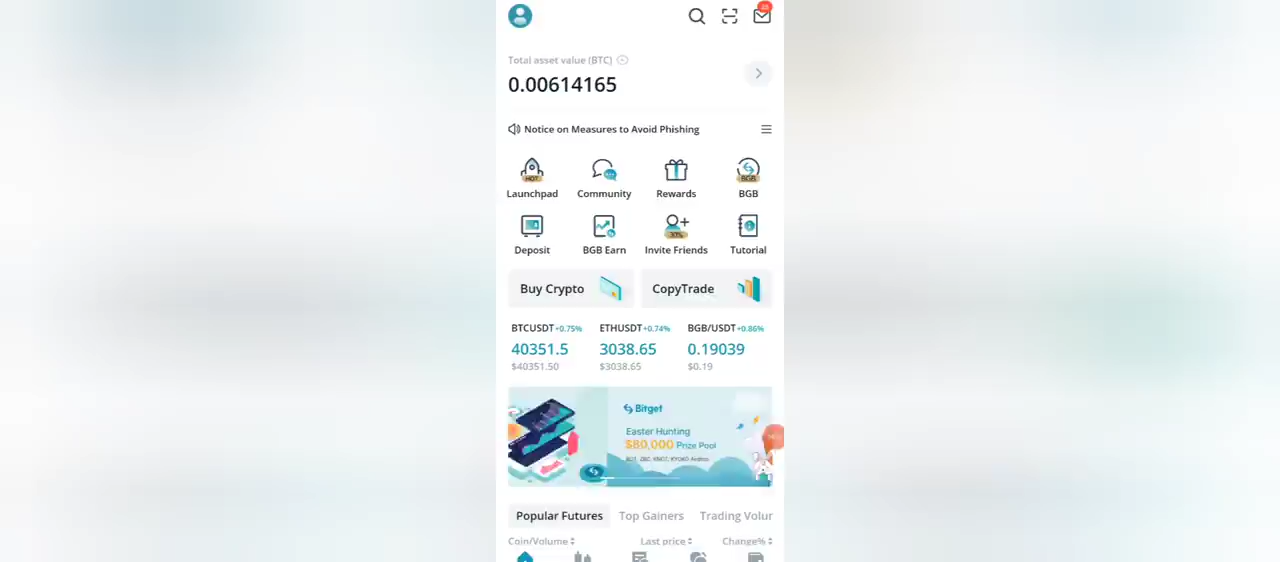 Total asset value (BTC)
0.00614165
Notice on Measures to Avoid Phishing
HOT
BGB
Launchpad Community Rewards BGB
30%
Deposit BGB Earn Invite Friends Tutorial
Buy Crypto CopyTrade
BTCUSDT +0.75% ETHUSDT +0.74% BGB/USDT +0.86%
40351.5 3038.65 0.19039
$40351.50 $3038.65 $0.19
Bitget
Easter Hunting
$80,000 Prize Pool
Popular Futures Top Gainers Trading Volur
Coin/Volume Last price Change%